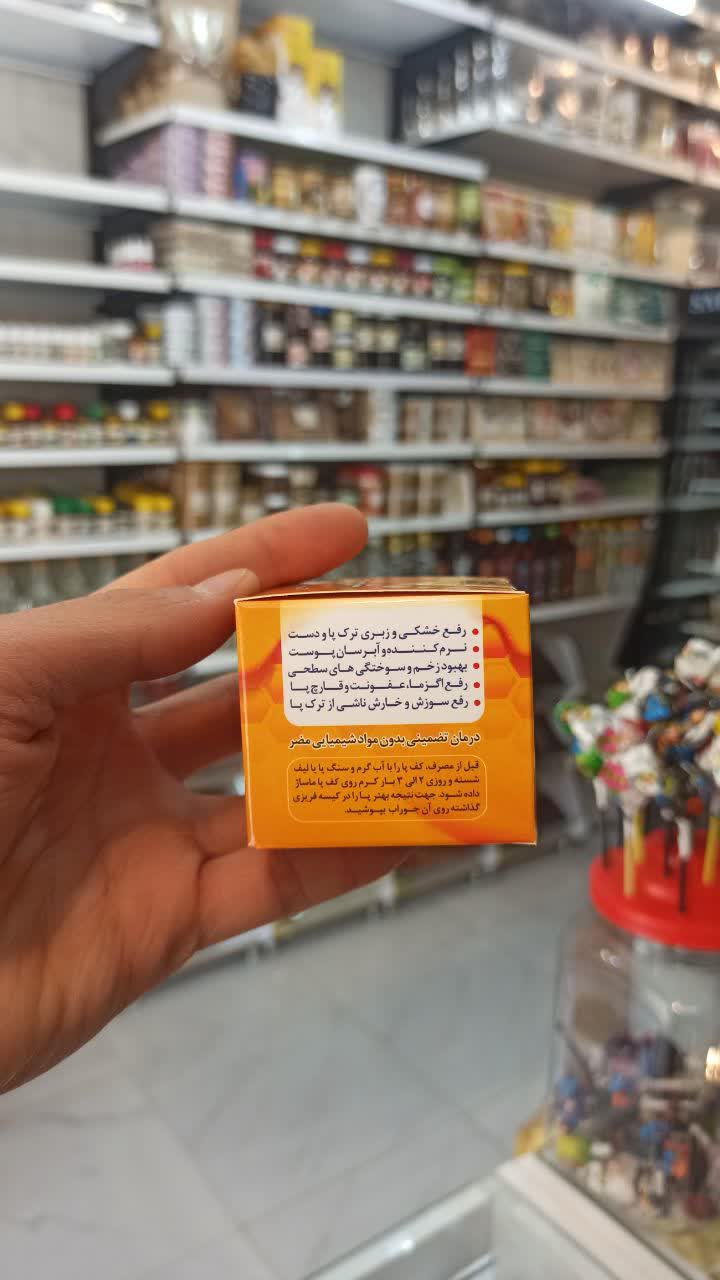 رفع خشکی و زبری ترک پا و دست
نرم کننده و آبرسان پوست
بهبود زخم و سوختگی های سطحی
رفع اگزما، عفونت و قارچ پا
رفع سوزش و خارش ناشی از ترک پا
درمان تضمینی بدون مواد شیمیایی مضر
قبل از مصرف، کف پا را با آب گرم و سنگ پا یا لیف
شسته و روزی ۲ الی ۳ بار کرم روی کف پا ماساژ
داده شود. جهت نتیجه بهتر پا را در کیسه فریزی
گذاشته روی آن جوراب بپوشید.